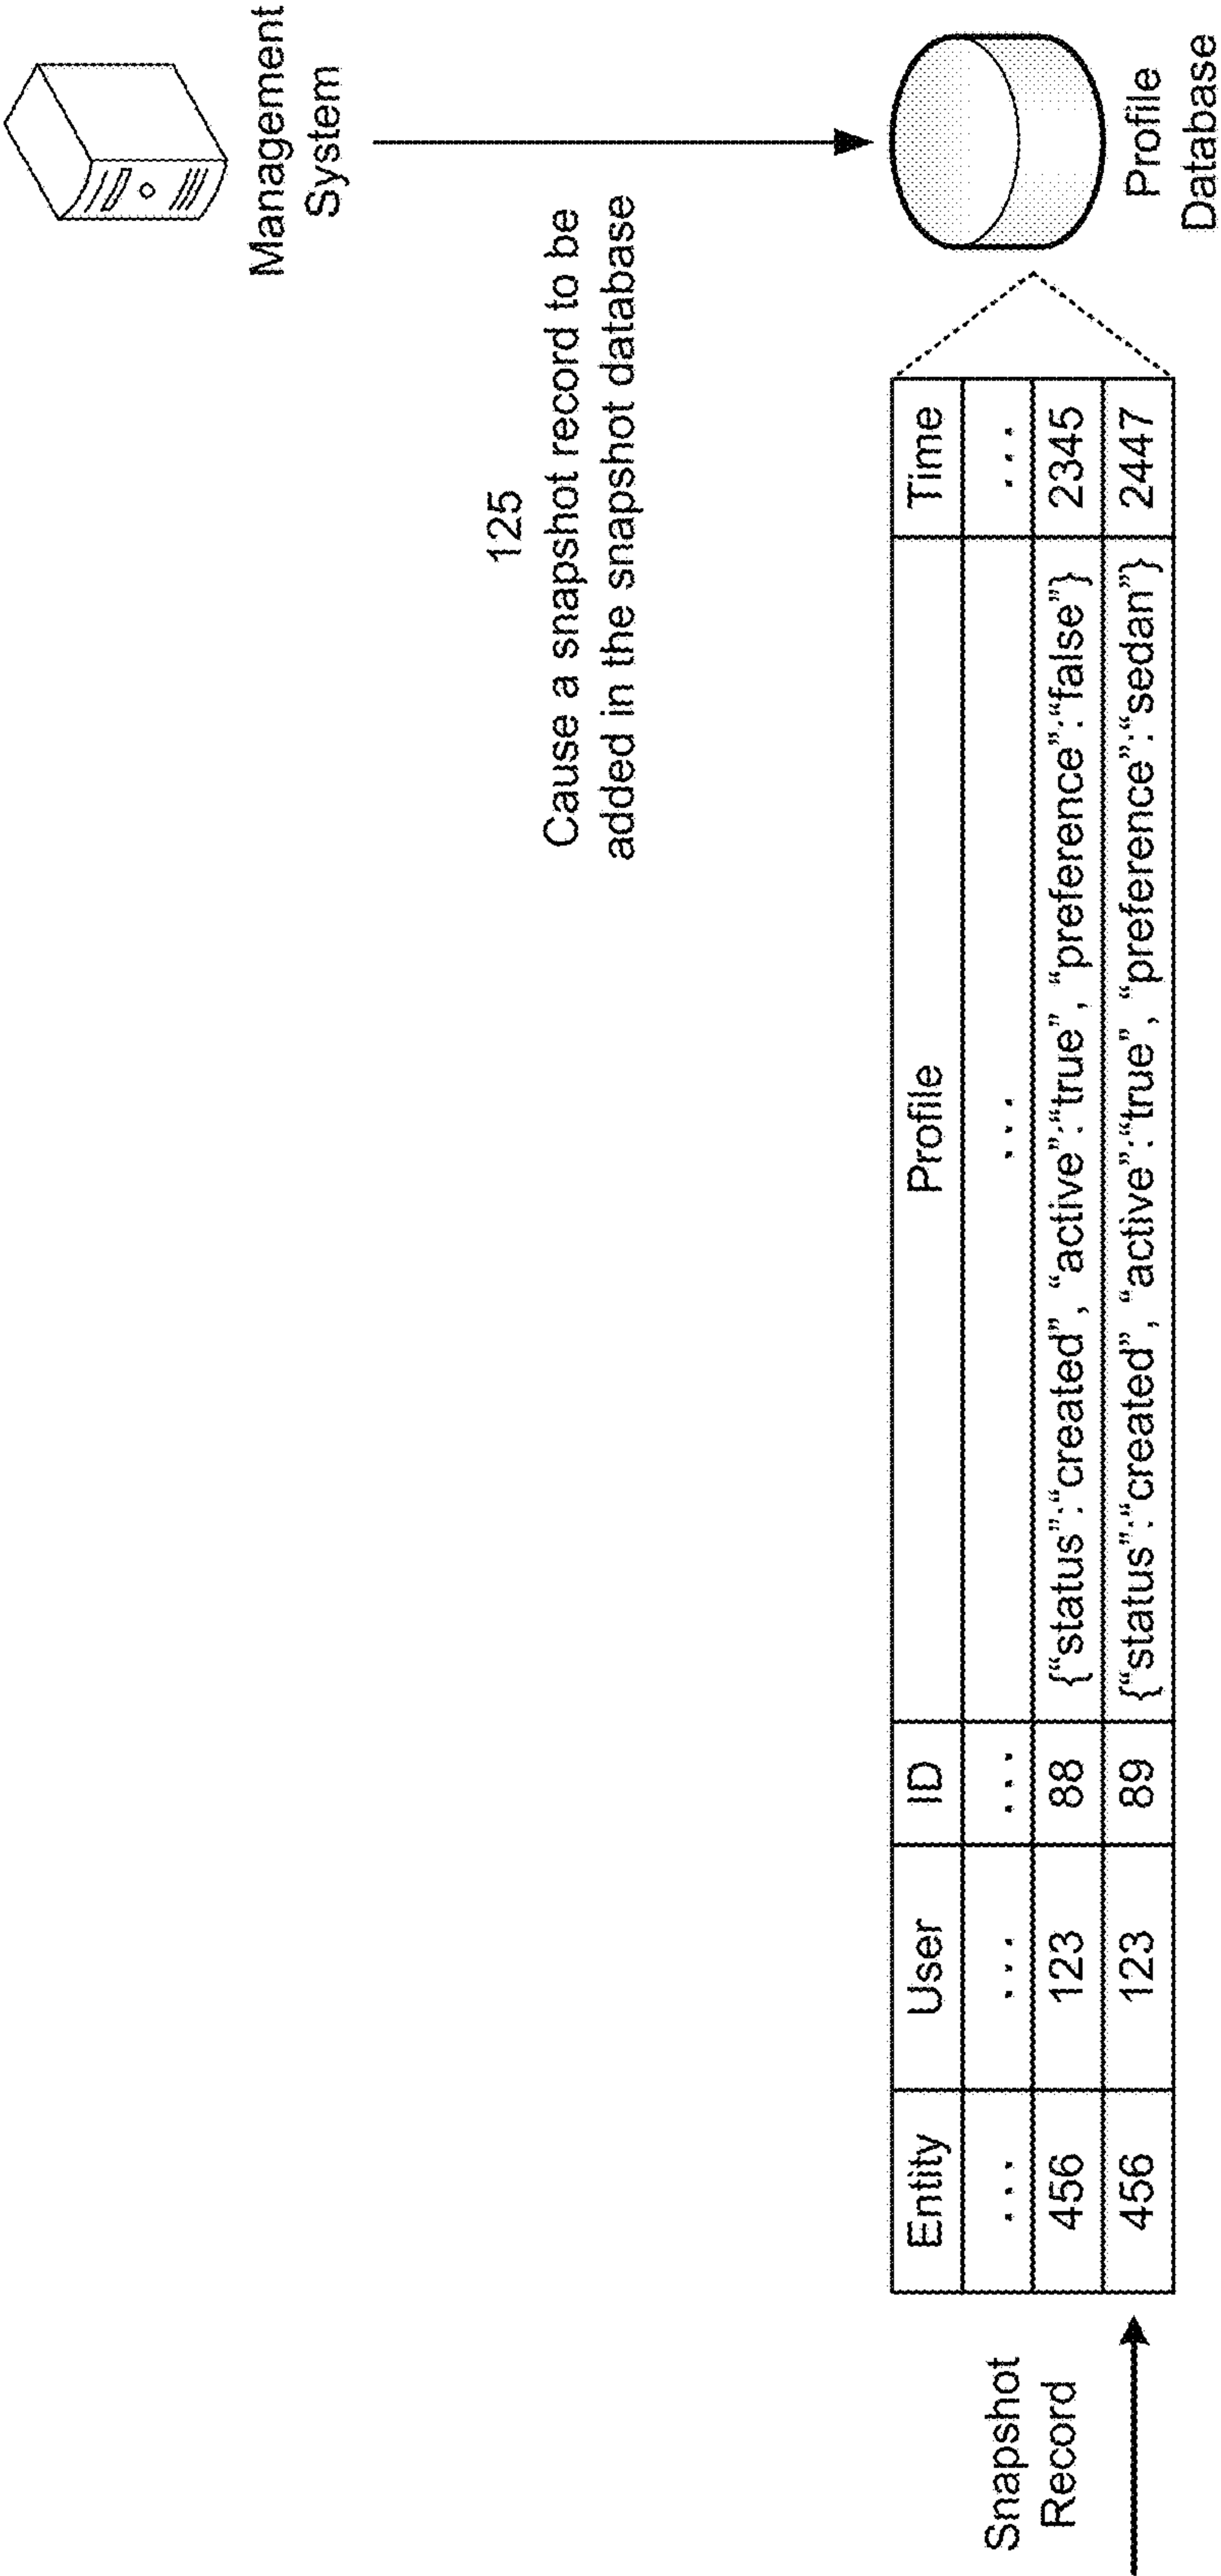 Management
System
125
Cause a snapshot record to be
added in the snapshot database
Profile
Database
Snapshot
Record
Entity User ID Profile Time
... ... ... ... ...
456 123 88 {“status”:“created”, “active”:“true”, “preference”:“false”} 2345
456 123 89 {“status”:“created”, “active”:“true”, “preference”:“sedan”} 2447